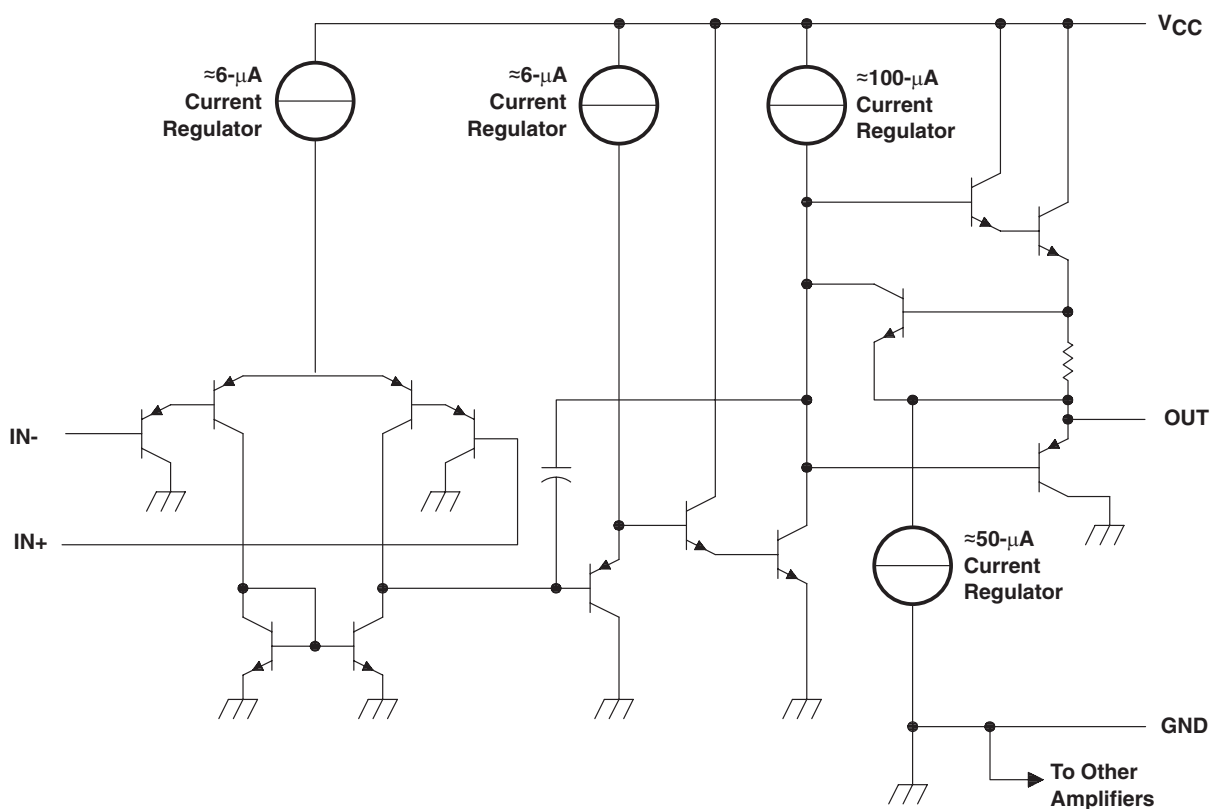 VCC
≈6-μA
Current
Regulator
≈6-μA
Current
Regulator
≈100-μA
Current
Regulator
IN-
OUT
IN+
≈50-μA
Current
Regulator
GND
To Other
Amplifiers